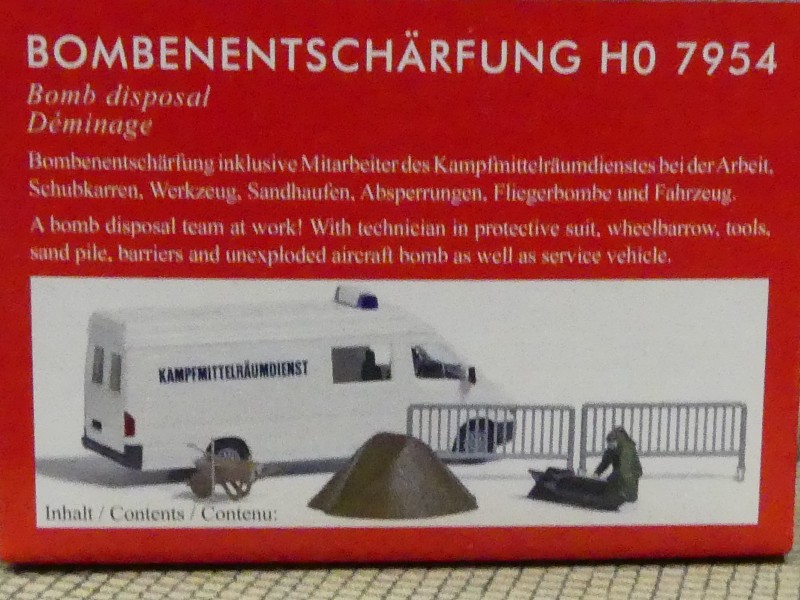 BOMBENENTSCHÄRFUNG H0 7954
Bomb disposal
Déminage
Bombenentschärfung inklusive Mitarbeiter des Kampfmittelräumdienstes bei der Arbeit,
Schubkarren, Werkzeug, Sandhaufen, Absperrungen, Fliegerbombe und Fahrzeug.
A bomb disposal team at work! With technician in protective suit, wheelbarrow, tools,
sand pile, barriers and unexploded aircraft bomb as well as service vehicle.
KAMPFMITTELRÄUMDIENST
Inhalt / Contents / Contenu: